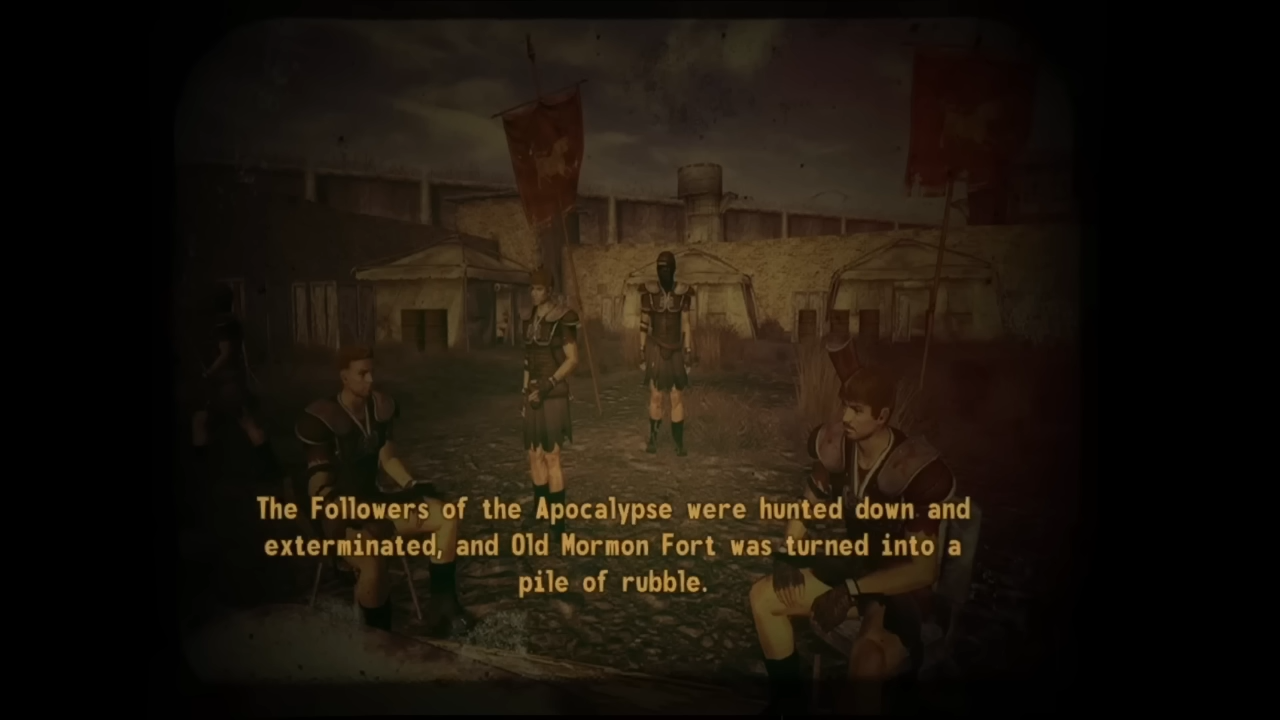 The Followers of the Apocalypse were hunted down and
exterminated, and Old Mormon Fort was turned into a
pile of rubble.